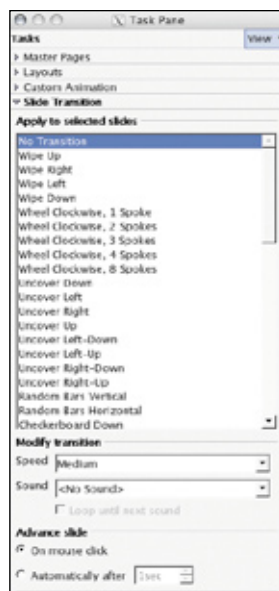 Task Pane
Tasks View
Master Pages
Layouts
Custom Animation
Slide Transition
Apply to selected slides
No Transition
Wipe Up
Wipe Right
Wipe Left
Wipe Down
Wheel Clockwise, 1 Spoke
Wheel Clockwise, 2 Spokes
Wheel Clockwise, 3 Spokes
Wheel Clockwise, 4 Spokes
Wheel Clockwise, 8 Spokes
Uncover Down
Uncover Left
Uncover Right
Uncover Up
Uncover Left-Down
Uncover Left-Up
Uncover Right-Down
Uncover Right-Up
Random Bars Vertical
Random Bars Horizontal
Checkerboard Down
Modify transition
Speed Medium
Sound <No Sound>
Loop until next sound
Advance slide
On mouse click
Automatically after 1sec